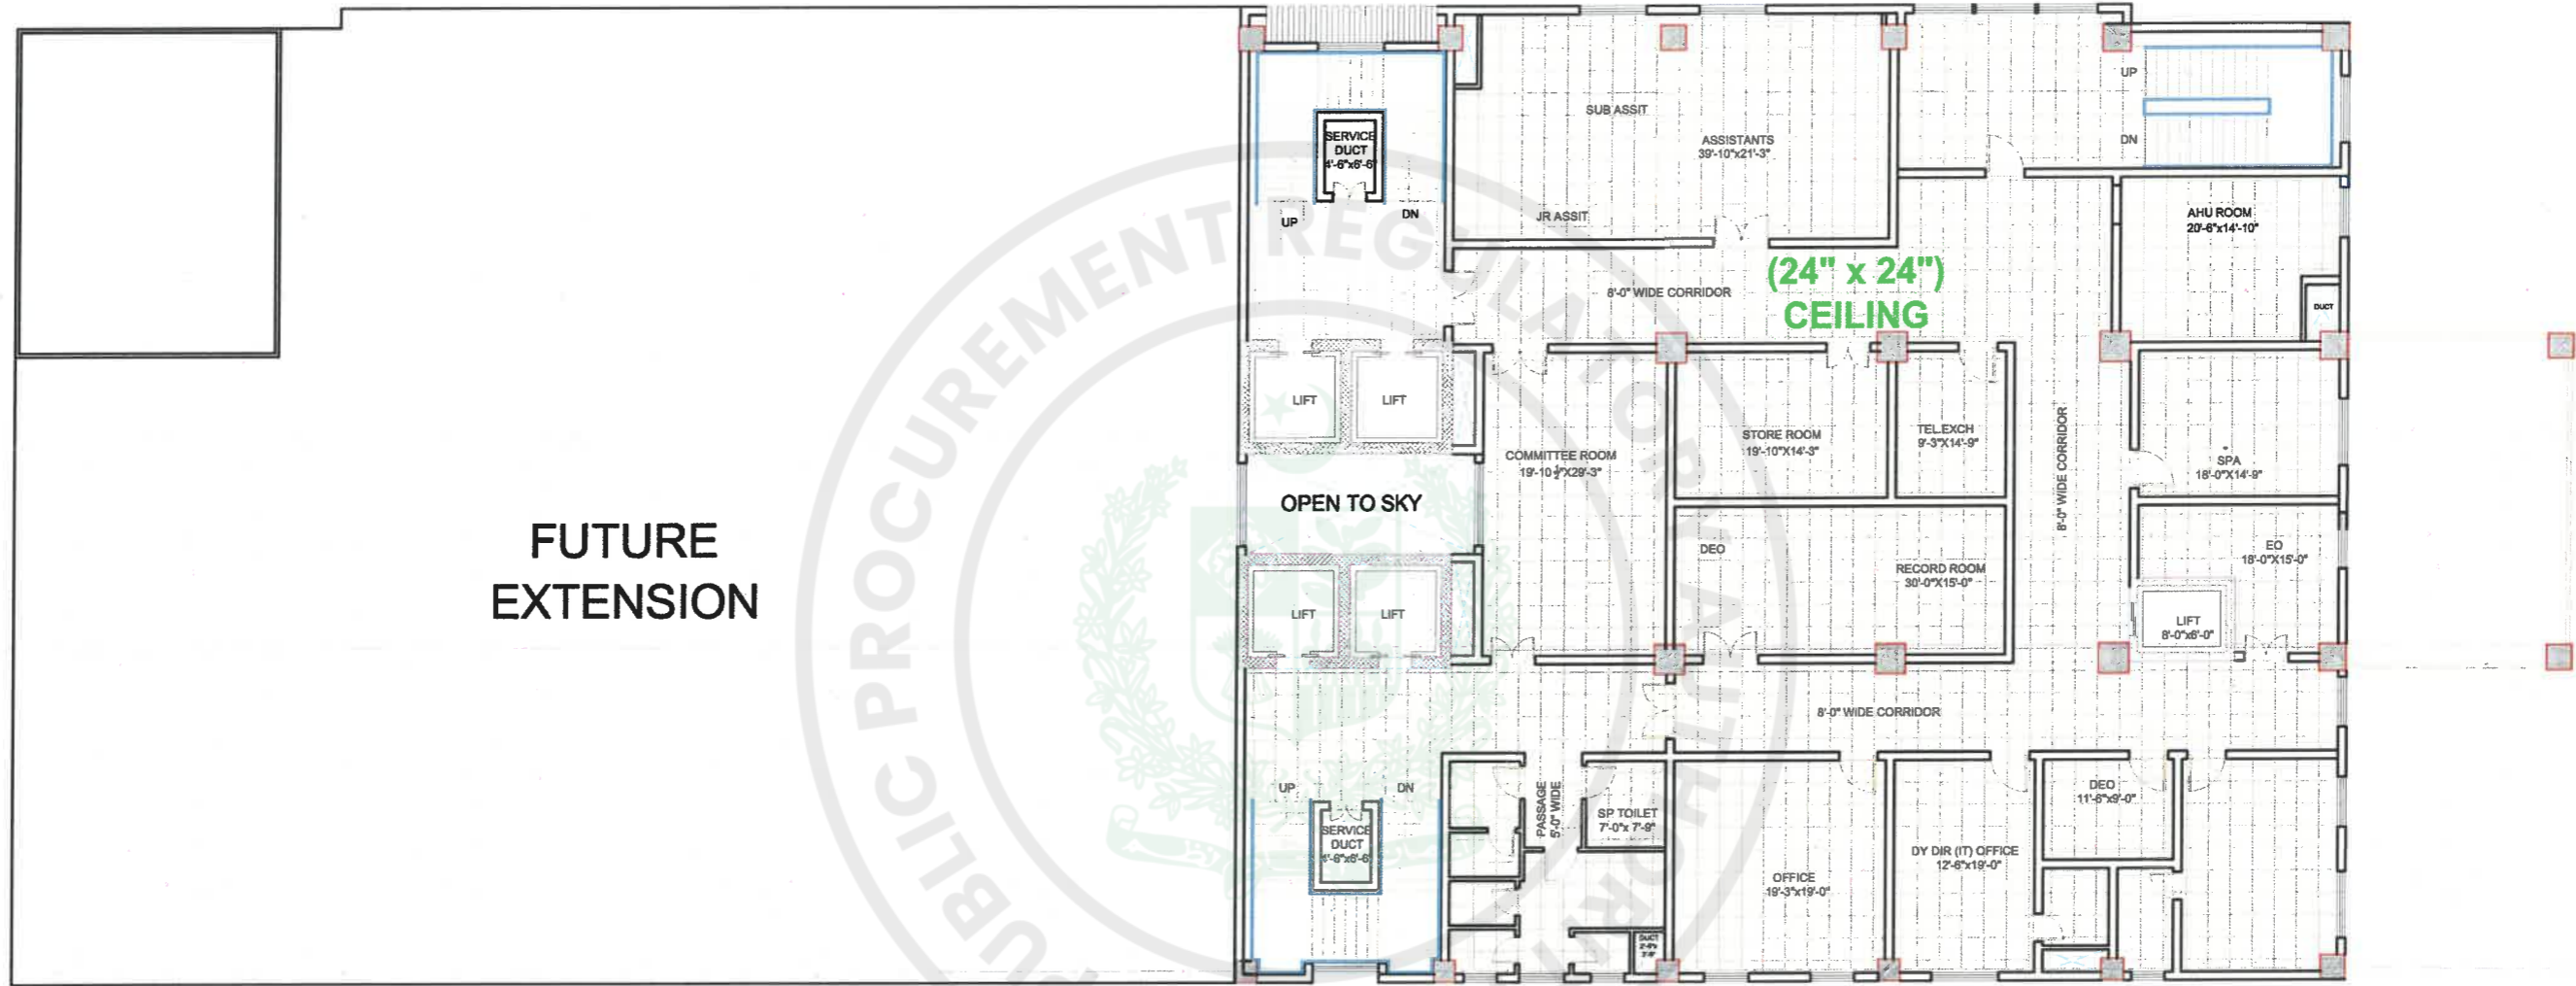 FUTURE
EXTENSION
SERVICE
DUCT
4'-6"x6'-6"
UP
DN
SUB ASSIT
ASSISTANTS
39'-10"x21'-3"
JR ASSIT
UP
DN
AHU ROOM
20'-6"x14'-10"
DUCT
8'-0" WIDE CORRIDOR
(24" x 24")
CEILING
LIFT
LIFT
OPEN TO SKY
LIFT
LIFT
COMMITTEE ROOM
19'-10 ½"X29'-3"
STORE ROOM
19'-10"X14'-3"
TEL.EXCH
9'-3"X14'-9"
8'-0" WIDE CORRIDOR
SPA
18'-0"X14'-9"
DEO
RECORD ROOM
30'-0"X15'-0"
EO
18'-0"X15'-0"
LIFT
8'-0"x6'-0"
8'-0" WIDE CORRIDOR
UP
DN
SERVICE
DUCT
4'-6"x6'-6"
PASSAGE
5'-0" WIDE
SP TOILET
7'-0"x 7'-9"
DUCT
OFFICE
19'-3"x19'-0"
DY DIR (IT) OFFICE
12'-6"x19'-0"
DEO
11'-6"x9'-0"
PUBLIC PROCUREMENT REGULATORY AUTHORITY